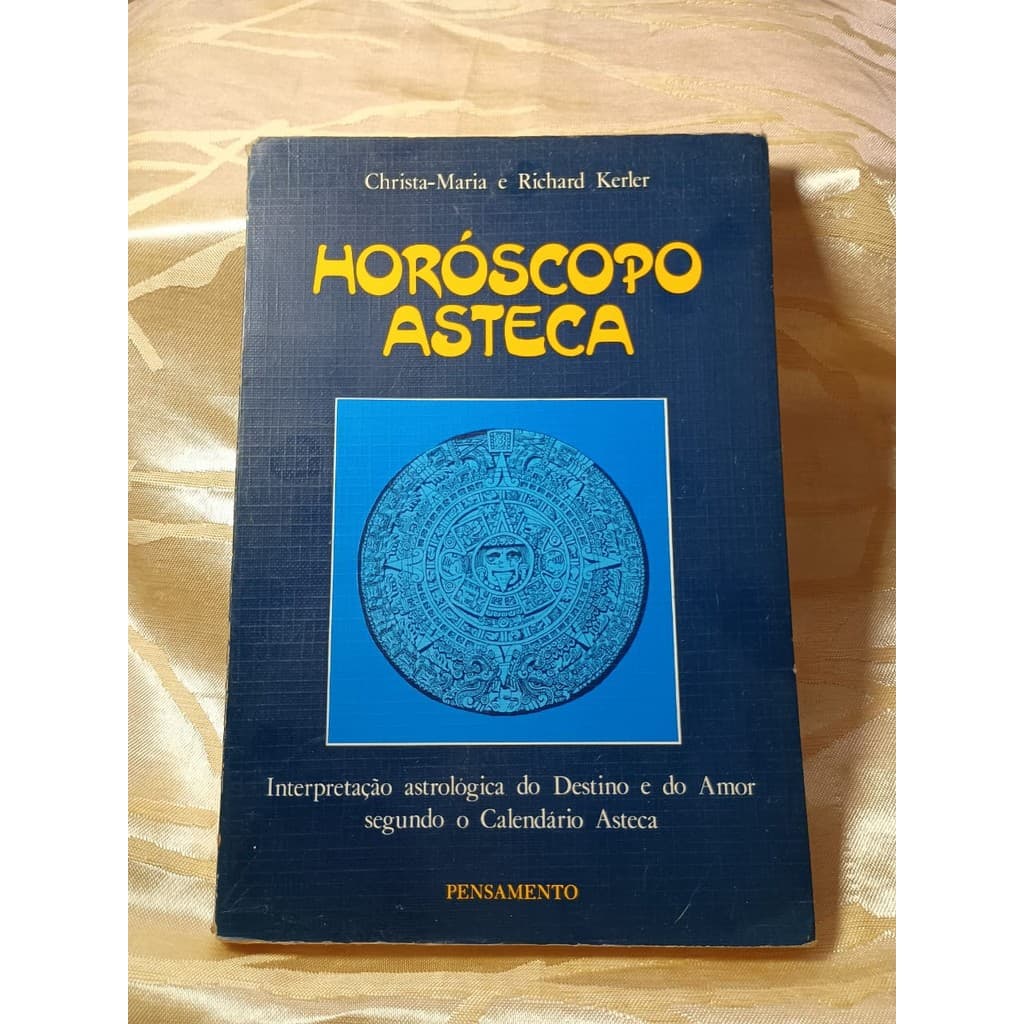 Christa-Maria e Richard Kerler
HORÓSCOPO
ASTECA
Interpretação astrológica do Destino e do Amor
segundo o Calendário Asteca
PENSAMENTO